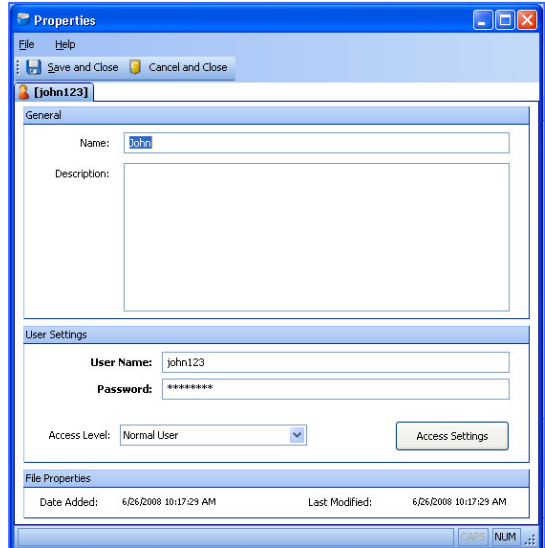 Properties
File Help
Save and Close Cancel and Close
[john123]
General
Name: John
Description:
User Settings
User Name: john123
Password: ********
Access Level: Normal User Access Settings
File Properties
Date Added: 6/26/2008 10:17:29 AM Last Modified: 6/26/2008 10:17:29 AM
CAPS NUM